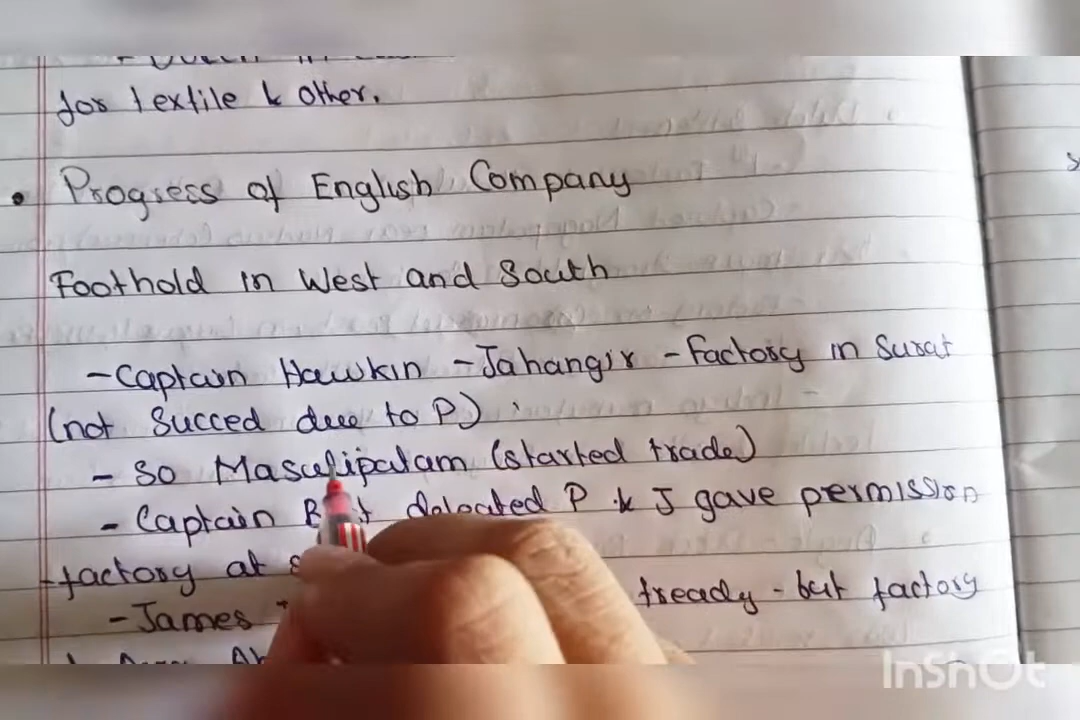 for textile & Other.
• Progress of English Company
Foothold in West and South
- Captain Hawkin - Jahangir - Factory in Surat
(not Succed due to P)
- So Masulipatam (started trade)
- Captain defeated P & J gave permission
factory at
- James tready - but factory
InShOt